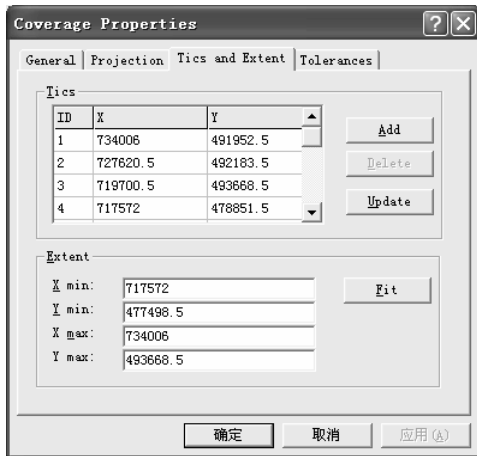 Coverage Properties
General Projection Tics and Extent Tolerances
Tics
ID X Y
1 734006 491952.5
2 727620.5 492183.5
3 719700.5 493668.5
4 717572 478851.5
Add
Delete
Update
Extent
X min: 717572
Y min: 477498.5
X max: 734006
Y max: 493668.5
Fit
确定 取消 应用(A)